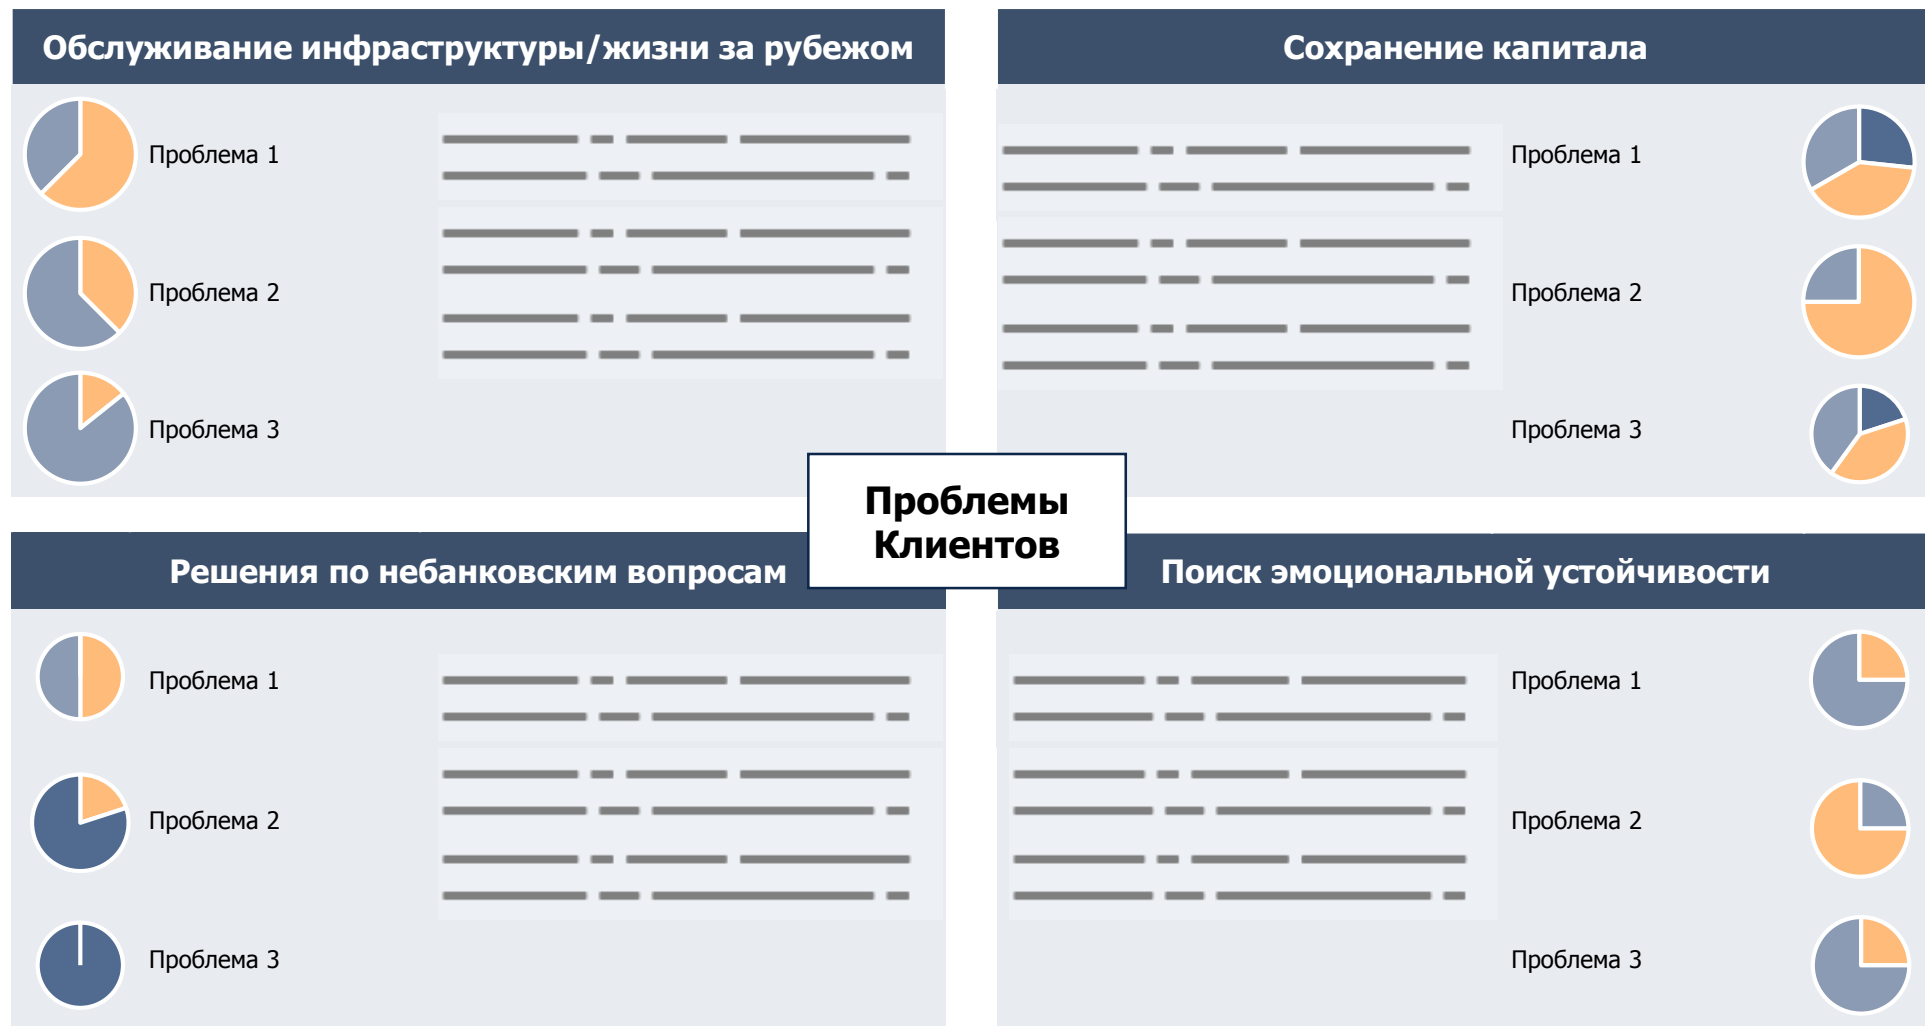 Обслуживание инфраструктуры/жизни за рубежом
Проблема 1
Проблема 2
Проблема 3
Сохранение капитала
Проблема 1
Проблема 2
Проблема 3
Проблемы
Клиентов
Решения по небанковским вопросам
Проблема 1
Проблема 2
Проблема 3
Поиск эмоциональной устойчивости
Проблема 1
Проблема 2
Проблема 3